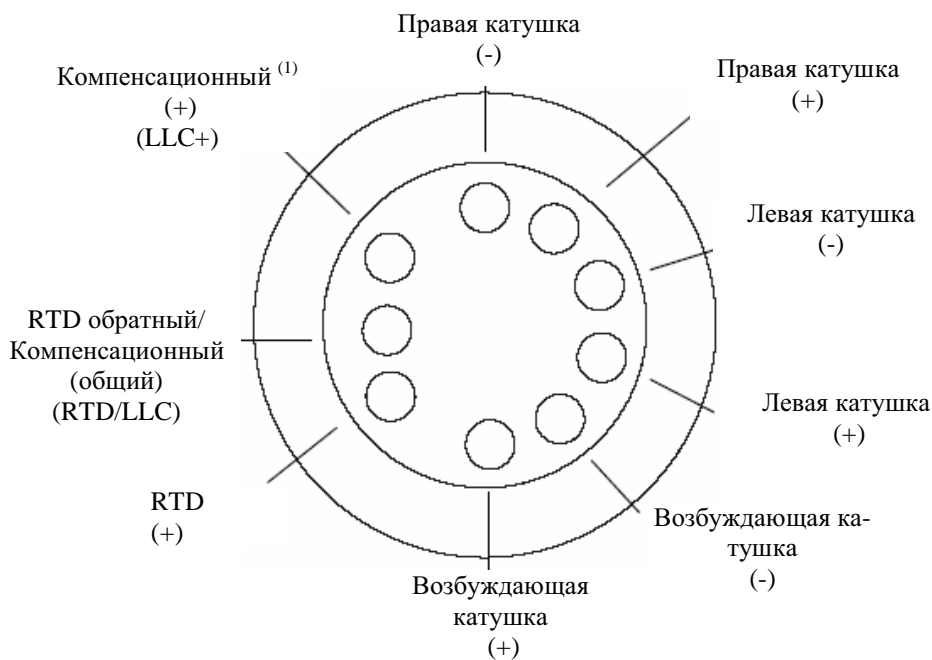 Правая катушка
(-)
Компенсационный (1)
(+)
(LLC+)
Правая катушка
(+)
Левая катушка
(-)
RTD обратный/
Компенсационный
(общий)
(RTD/LLC)
Левая катушка
(+)
RTD
(+)
Возбуждающая ка-
тушка
(-)
Возбуждающая
катушка
(+)